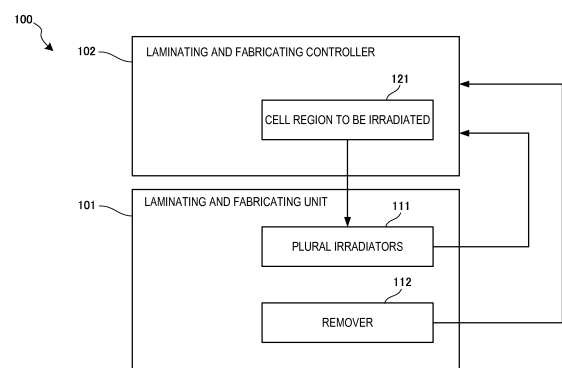 100
102
LAMINATING AND FABRICATING CONTROLLER
121
CELL REGION TO BE IRRADIATED
101
LAMINATING AND FABRICATING UNIT
111
PLURAL IRRADIATORS
112
REMOVER